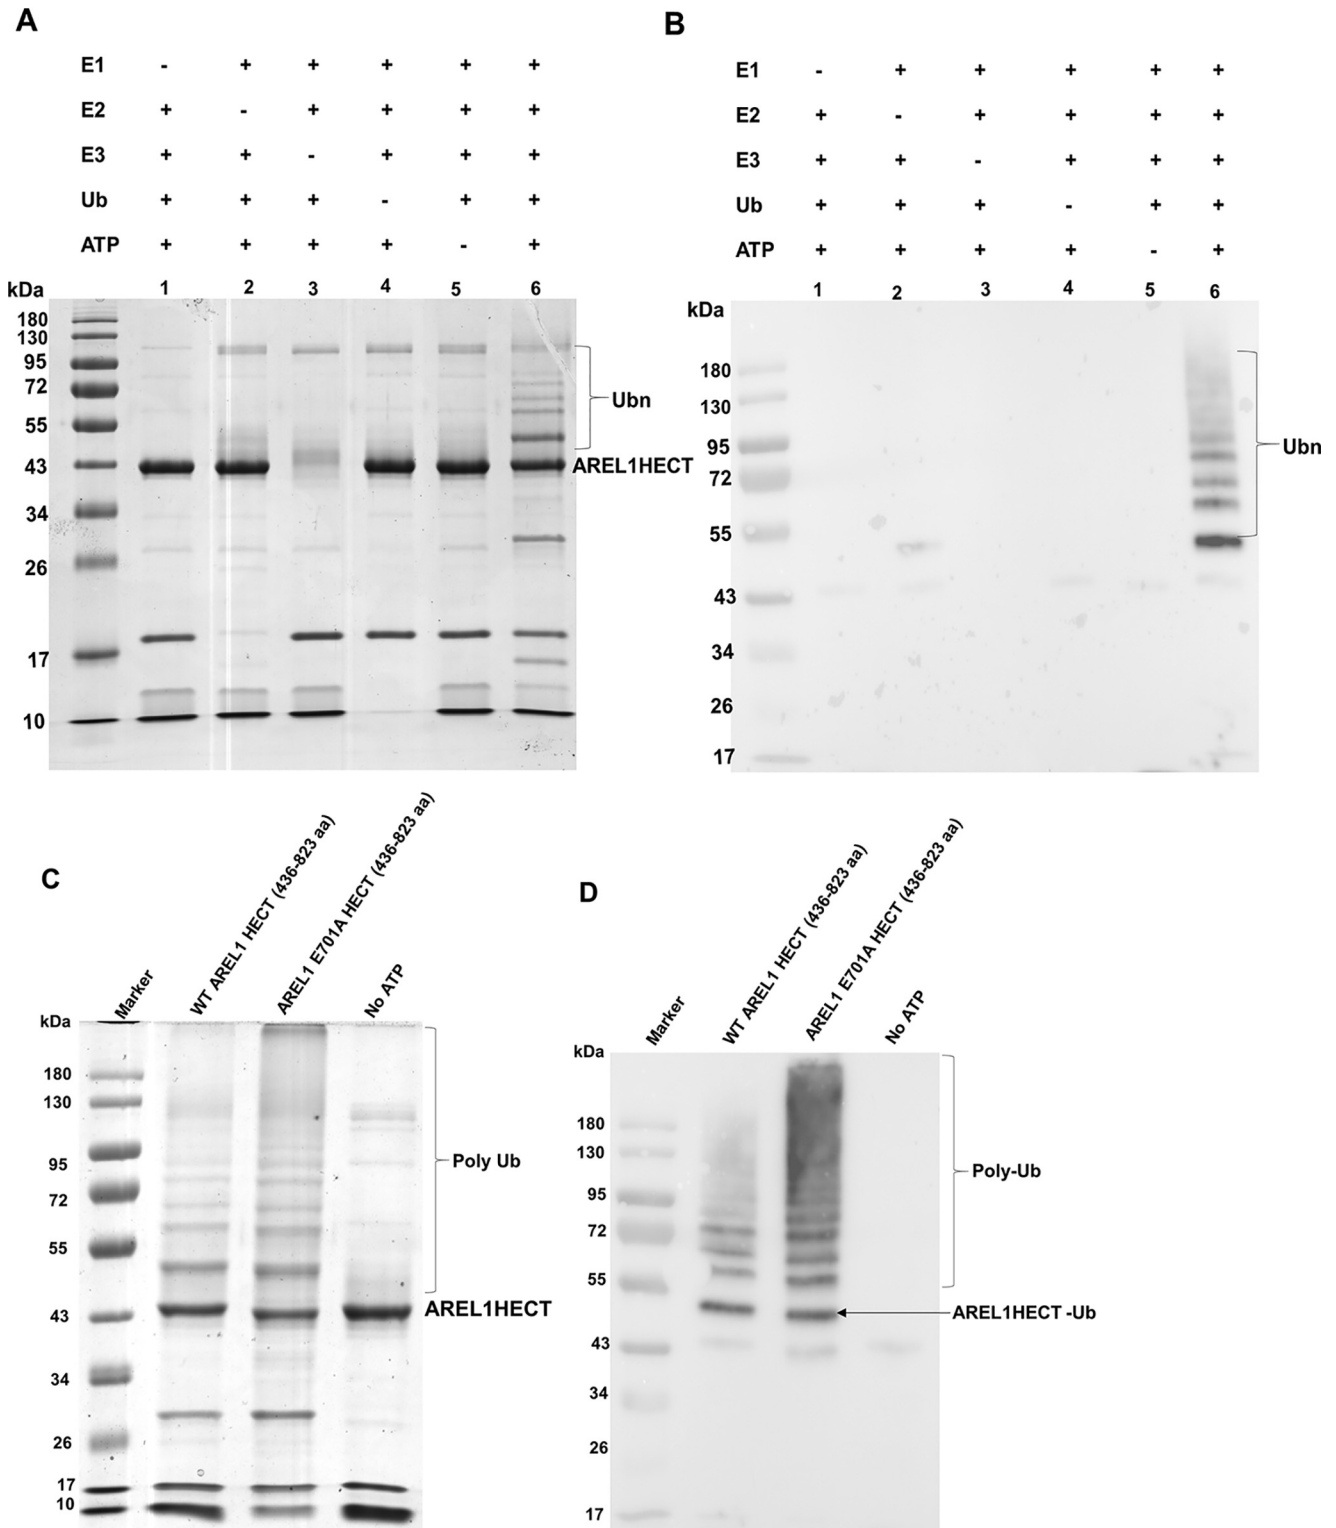 A
E1 - + + + + +
E2 + - + + + +
E3 + + - + + +
Ub + + + - + +
ATP + + + + - +
kDa 1 2 3 4 5 6
180
130
95
72
55
43
34
26
17
10
Ubn
AREL1HECT
B
E1 - + + + + +
E2 + - + + + +
E3 + + - + + +
Ub + + + - + +
ATP + + + + - +
kDa 1 2 3 4 5 6
180
130
95
72
55
43
34
26
17
Ubn
C
Marker
WT AREL1 HECT (436-823 aa)
AREL1 E701A HECT (436-823 aa)
No ATP
kDa
180
130
95
72
55
43
34
26
17
10
Poly Ub
AREL1HECT
D
Marker
WT AREL1 HECT (436-823 aa)
AREL1 E701A HECT (436-823 aa)
No ATP
kDa
180
130
95
72
55
43
34
26
17
Poly-Ub
AREL1HECT -Ub